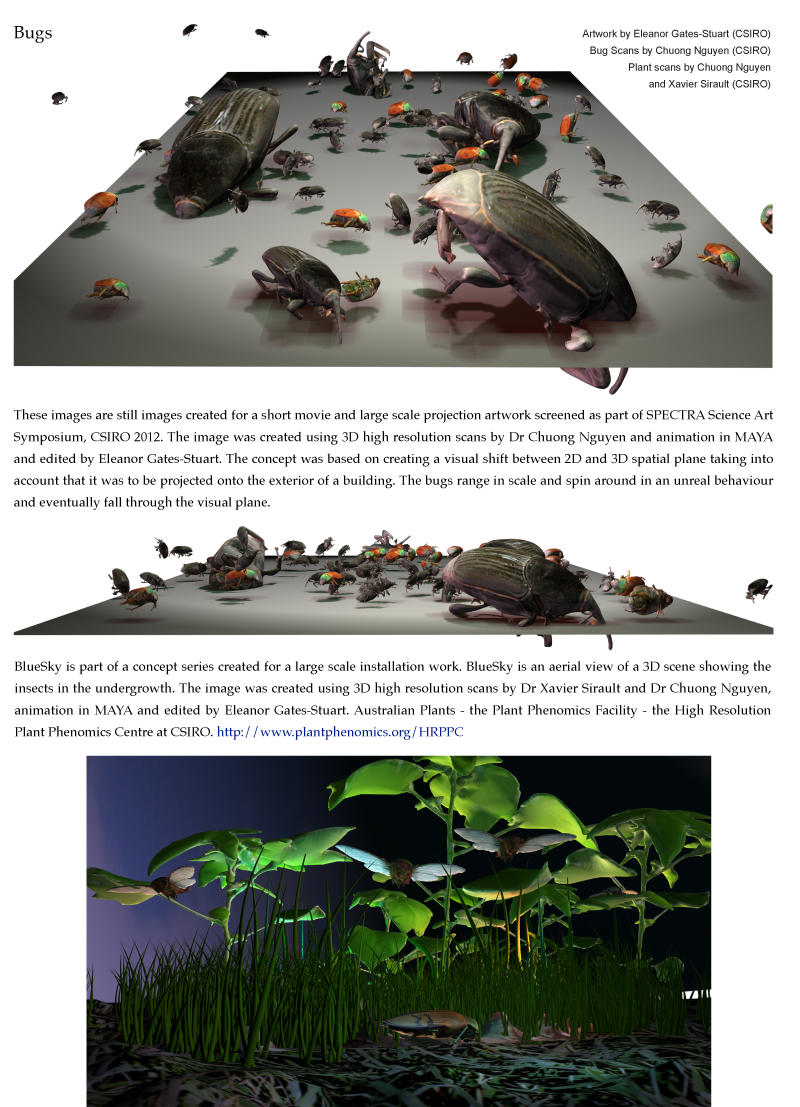 Bugs
Artwork by Eleanor Gates-Stuart (CSIRO)
Bug Scans by Chuong Nguyen (CSIRO)
Plant scans by Chuong Nguyen
and Xavier Sirault (CSIRO)
These images are still images created for a short movie and large scale projection artwork screened as part of SPECTRA Science Art
Symposium, CSIRO 2012. The image was created using 3D high resolution scans by Dr Chuong Nguyen and animation in MAYA
and edited by Eleanor Gates-Stuart. The concept was based on creating a visual shift between 2D and 3D spatial plane taking into
account that it was to be projected onto the exterior of a building. The bugs range in scale and spin around in an unreal behaviour
and eventually fall through the visual plane.
BlueSky is part of a concept series created for a large scale installation work. BlueSky is an aerial view of a 3D scene showing the
insects in the undergrowth. The image was created using 3D high resolution scans by Dr Xavier Sirault and Dr Chuong Nguyen,
animation in MAYA and edited by Eleanor Gates-Stuart. Australian Plants - the Plant Phenomics Facility - the High Resolution
Plant Phenomics Centre at CSIRO. http://www.plantphenomics.org/HRPPC